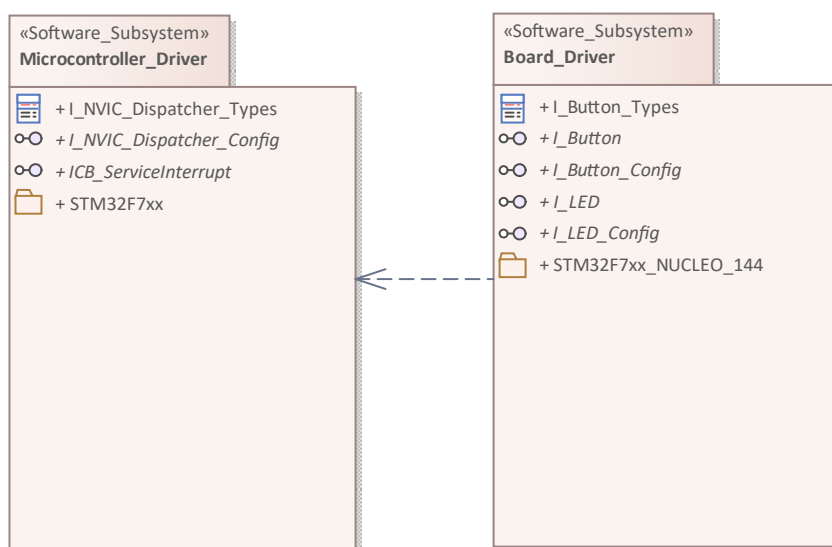 «Software_Subsystem»
Microcontroller_Driver
+ I_NVIC_Dispatcher_Types
+ I_NVIC_Dispatcher_Config
+ ICB_ServiceInterrupt
+ STM32F7xx
«Software_Subsystem»
Board_Driver
+ I_Button_Types
+ I_Button
+ I_Button_Config
+ I_LED
+ I_LED_Config
+ STM32F7xx_NUCLEO_144